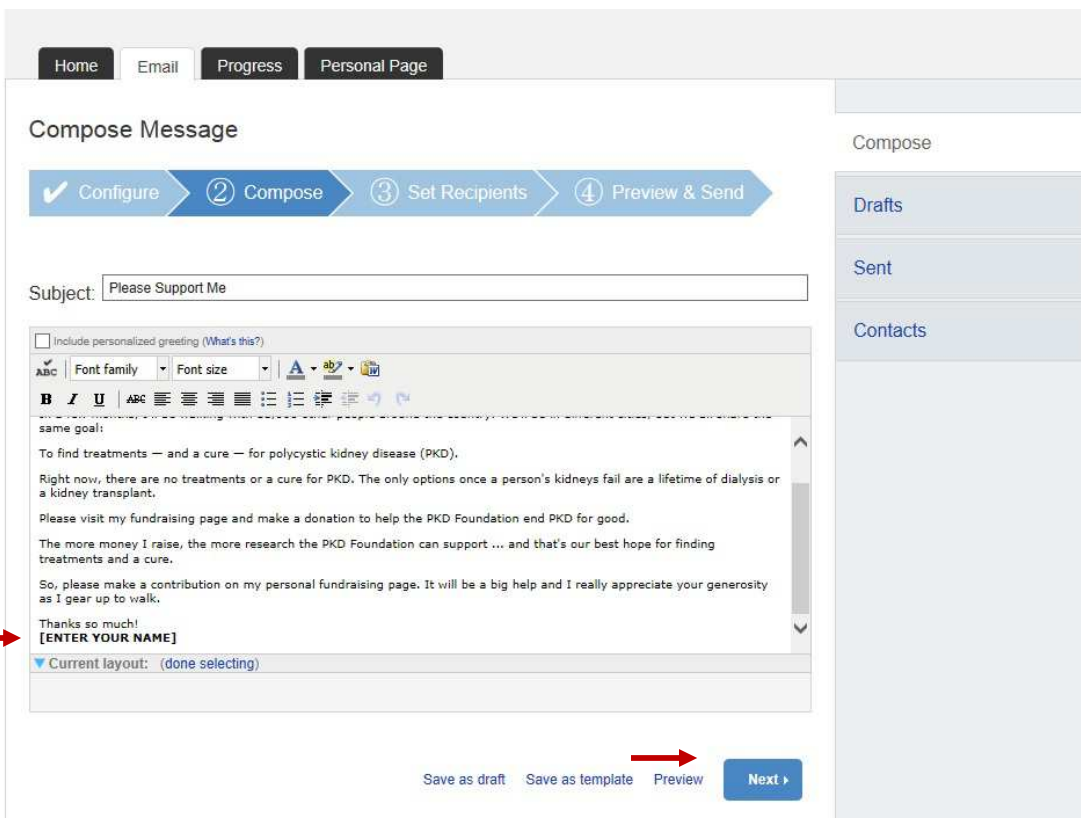 Home Email Progress Personal Page
Compose Message
✔ Configure ② Compose ③ Set Recipients ④ Preview & Send
Compose
Drafts
Sent
Contacts
Subject: Please Support Me
Include personalized greeting (What's this?)
ABC Font family Font size A ab W
B I U ABC
same goal:
To find treatments — and a cure — for polycystic kidney disease (PKD).
Right now, there are no treatments or a cure for PKD. The only options once a person's kidneys fail are a lifetime of dialysis or
a kidney transplant.
Please visit my fundraising page and make a donation to help the PKD Foundation end PKD for good.
The more money I raise, the more research the PKD Foundation can support ... and that's our best hope for finding
treatments and a cure.
So, please make a contribution on my personal fundraising page. It will be a big help and I really appreciate your generosity
as I gear up to walk.
Thanks so much!
[ENTER YOUR NAME]
Current layout: (done selecting)
Save as draft Save as template Preview Next